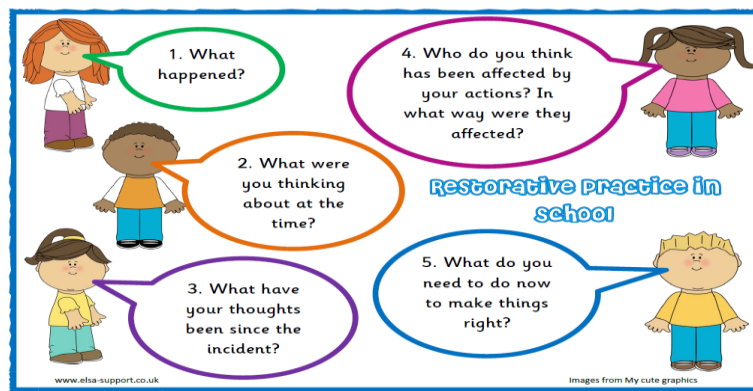 1. What
happened?
2. What were
you thinking
about at the
time?
3. What have
your thoughts
been since the
incident?
4. Who do you think
has been affected by
your actions? In
what way were they
affected?
Restorative Practice in
School
5. What do you
need to do now
to make things
right?
www.elsa-support.co.uk
Images from My cute graphics